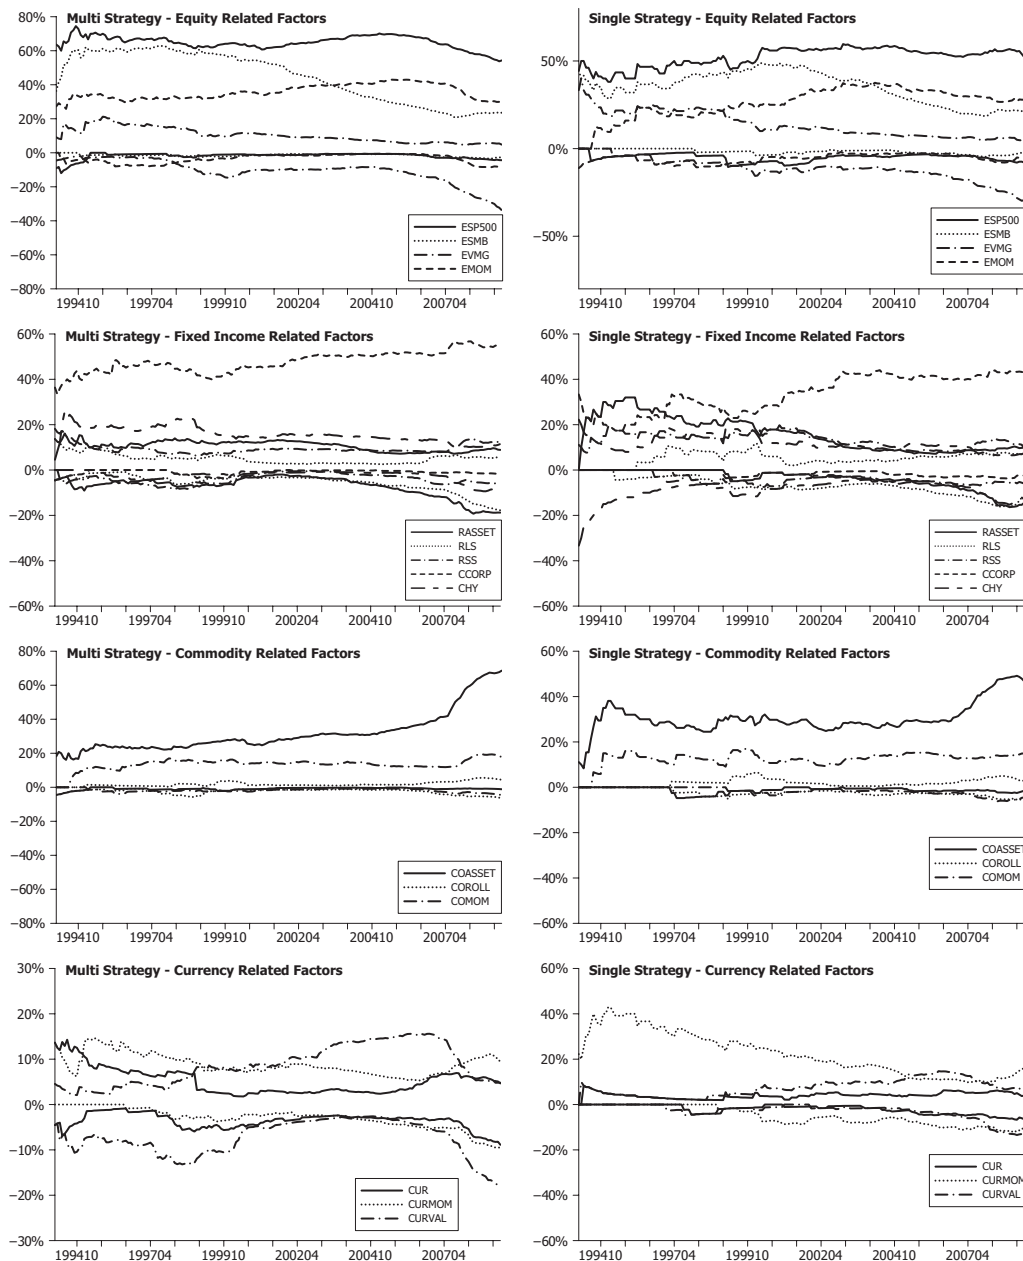 Multi Strategy - Equity Related Factors
80%
60%
40%
20%
0%
−20%
−40%
−60%
−80%
ESP500
ESMB
EVMG
EMOM
199410 199704 199910 200204 200410 200704
Single Strategy - Equity Related Factors
50%
0%
−50%
ESP500
ESMB
EVMG
EMOM
199410 199704 199910 200204 200410 200704
Multi Strategy - Fixed Income Related Factors
60%
40%
20%
0%
−20%
−40%
−60%
RASSET
RLS
RSS
CCORP
CHY
199410 199704 199910 200204 200410 200704
Single Strategy - Fixed Income Related Factors
60%
40%
20%
0%
−20%
−40%
−60%
RASSET
RLS
RSS
CCORP
CHY
199410 199704 199910 200204 200410 200704
Multi Strategy - Commodity Related Factors
80%
60%
40%
20%
0%
−20%
−40%
−60%
−80%
COASSET
COROLL
COMOM
199410 199704 199910 200204 200410 200704
Single Strategy - Commodity Related Factors
60%
40%
20%
0%
−20%
−40%
−60%
COASSET
COROLL
COMOM
199410 199704 199910 200204 200410 200704
Multi Strategy - Currency Related Factors
30%
20%
10%
0%
−10%
−20%
−30%
CUR
CURMOM
CURVAL
199410 199704 199910 200204 200410 200704
Single Strategy - Currency Related Factors
60%
40%
20%
0%
−20%
−40%
−60%
CUR
CURMOM
CURVAL
199410 199704 199910 200204 200410 200704